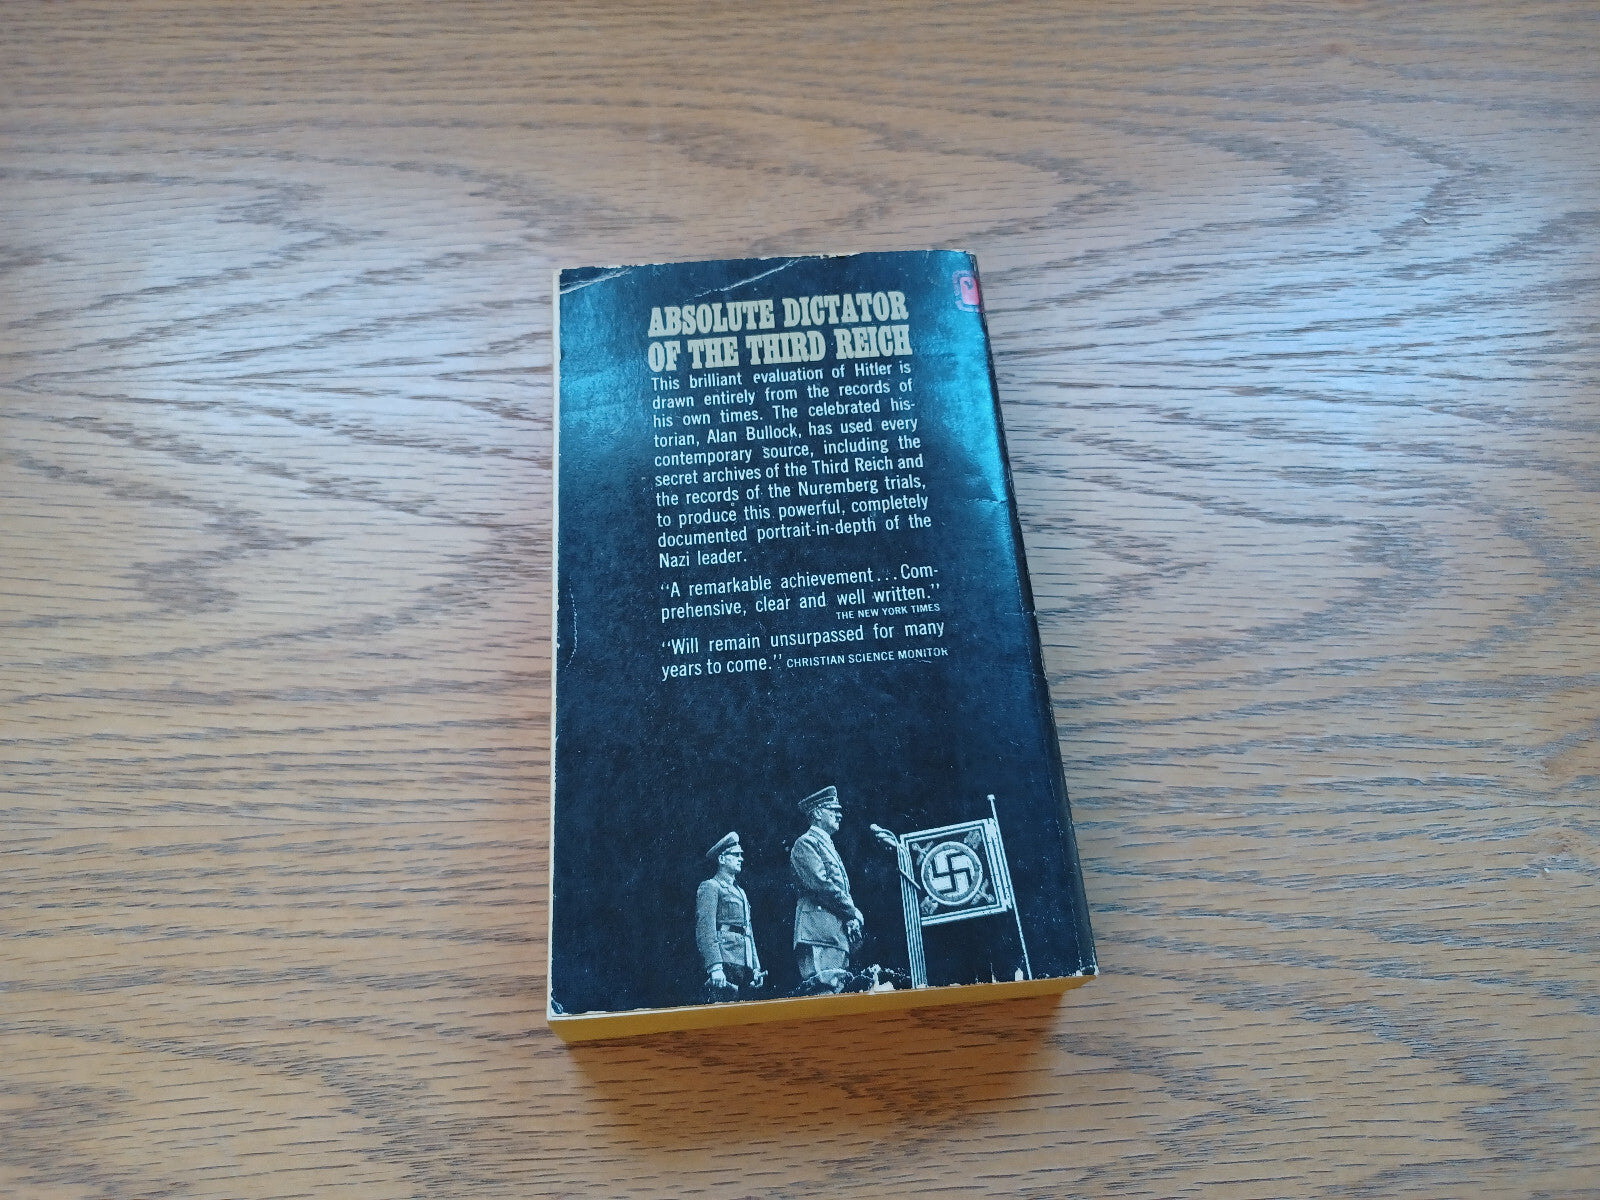 ABSOLUTE DICTATOR
OF THE THIRD REICH
This brilliant evaluation of Hitler is
drawn entirely from the records of
his own times. The celebrated his-
torian, Alan Bullock, has used every
contemporary source, including the
secret archives of the Third Reich and
the records of the Nuremberg trials,
to produce this powerful, completely
documented portrait-in-depth of the
Nazi leader.
"A remarkable achievement...Com-
prehensive, clear and well written."
THE NEW YORK TIMES
"Will remain unsurpassed for many
years to come." CHRISTIAN SCIENCE MONITOR